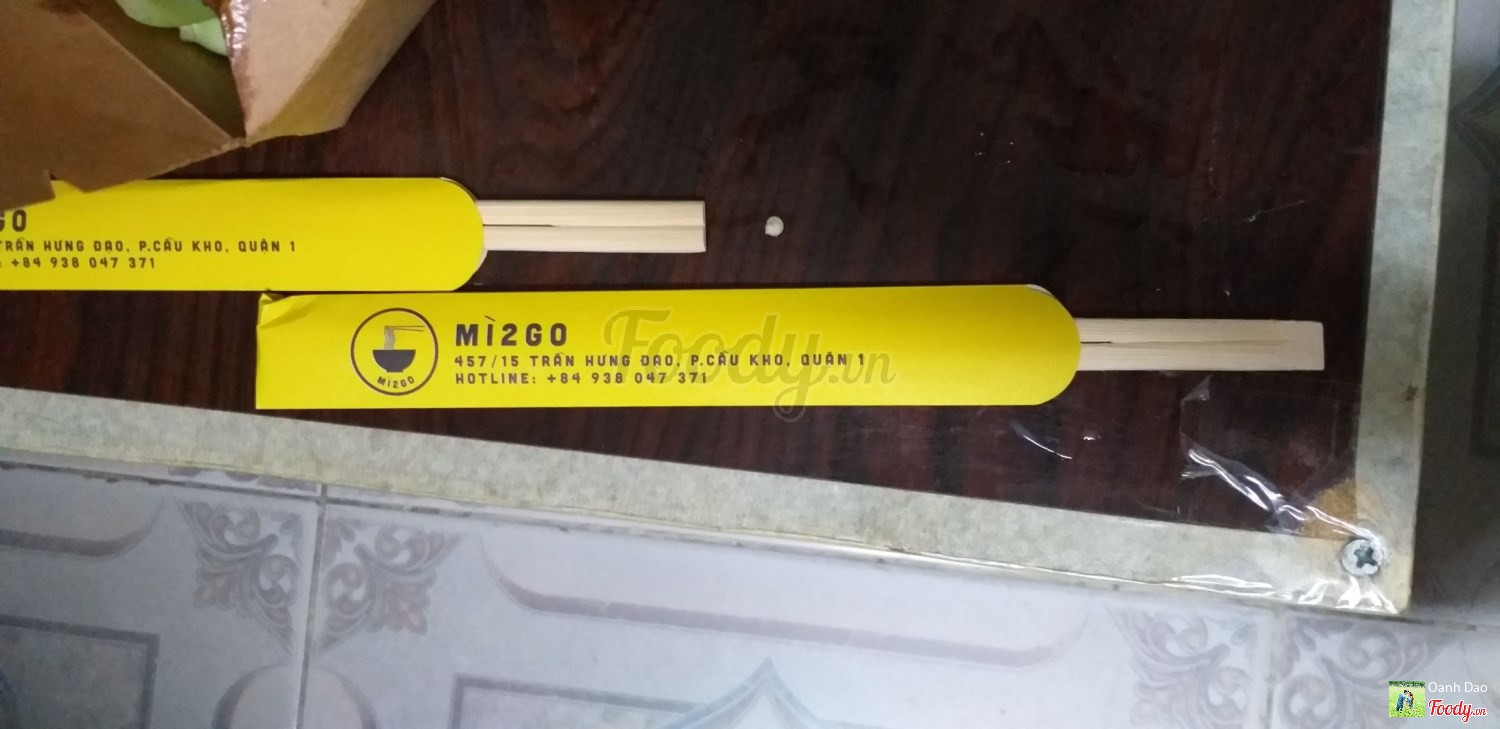 GO
TRẦN HƯNG ĐẠO, P.CẦU KHO, QUẬN 1
: +84 938 047 371
MÌ2GO
MÌ2GO
457/15 TRẦN HƯNG ĐẠO, P.CẦU KHO, QUẬN 1
HOTLINE: +84 938 047 371
Foody.vn
Oanh Dao
Foody.vn